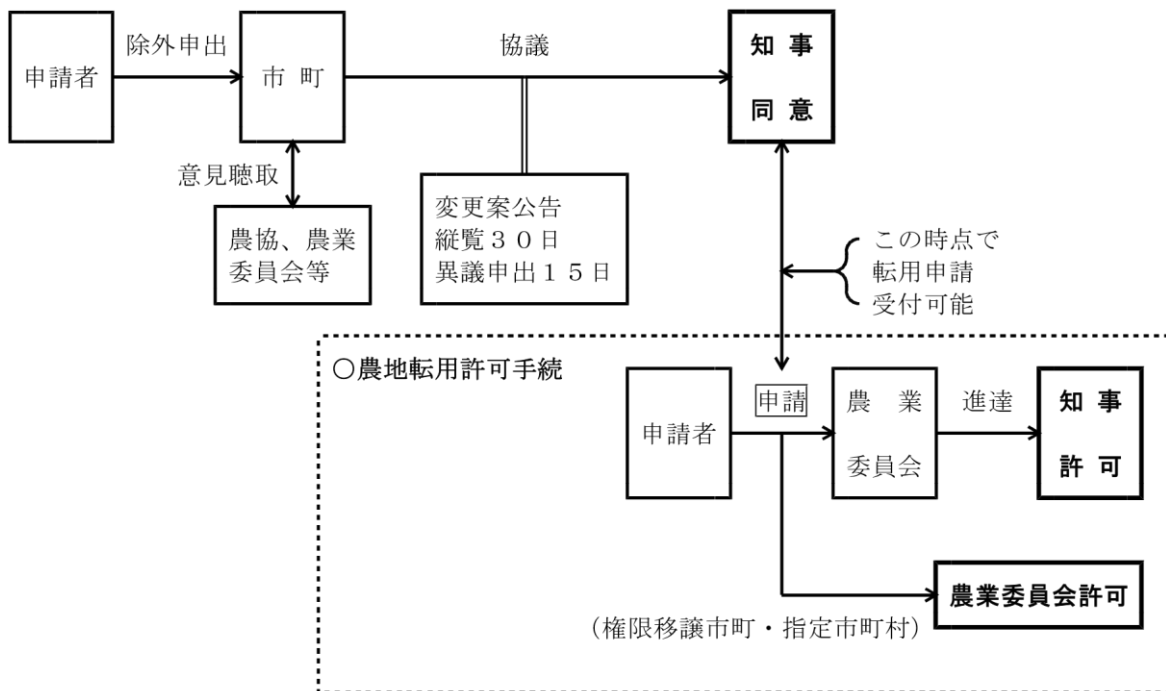 除外申出
協議
申請者
市 町
知 事
同 意
意見聴取
農協、農業
委員会等
変更案公告
縦覧３０日
異議申出１５日
この時点で
転用申請
受付可能
○農地転用許可手続
申請者
申請
農 業
委員会
進達
知 事
許 可
農業委員会許可
（権限移譲市町・指定市町村）